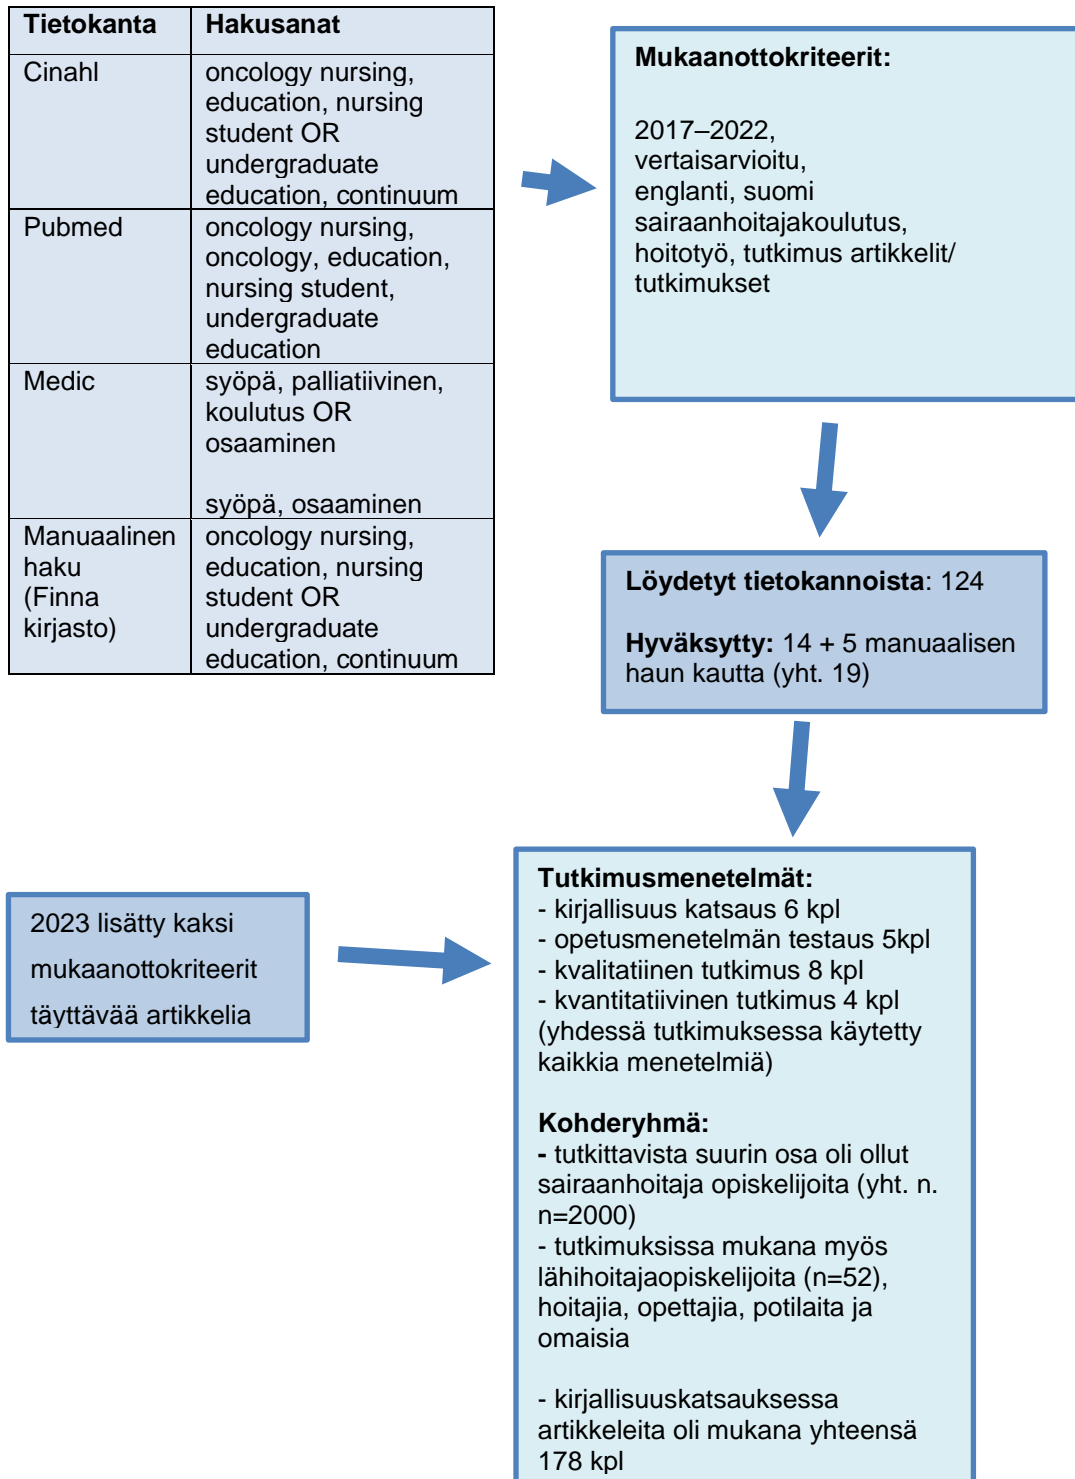 Tietokanta Hakusanat
Cinahl oncology nursing,
education, nursing
student OR
undergraduate
education, continuum
Pubmed oncology nursing,
oncology, education,
nursing student,
undergraduate
education
Medic syöpä, palliatiivinen,
koulutus OR
osaaminen
syöpä, osaaminen
Manuaalinen oncology nursing,
haku education, nursing
(Finna student OR
kirjasto) undergraduate
education, continuum
Mukaanottokriteerit:
2017–2022,
vertaisarvioitu,
englanti, suomi
sairaanhoitajakoulutus,
hoitotyö, tutkimus artikkelit/
tutkimukset
Löydetyt tietokannoista: 124
Hyväksytty: 14 + 5 manuaalisen
haun kautta (yht. 19)
2023 lisätty kaksi
mukaanottokriteerit
täyttävää artikkelia
Tutkimusmenetelmät:
- kirjallisuus katsaus 6 kpl
- opetusmenetelmän testaus 5kpl
- kvalitatiinen tutkimus 8 kpl
- kvantitatiivinen tutkimus 4 kpl
(yhdessä tutkimuksessa käytetty
kaikkia menetelmiä)
Kohderyhmä:
- tutkittavista suurin osa oli ollut
sairaanhoitaja opiskelijoita (yht. n.
n=2000)
- tutkimuksissa mukana myös
lähihoitajaopiskelijoita (n=52),
hoitajia, opettajia, potilaita ja
omaisia
- kirjallisuuskatsauksessa
artikkeleita oli mukana yhteensä
178 kpl